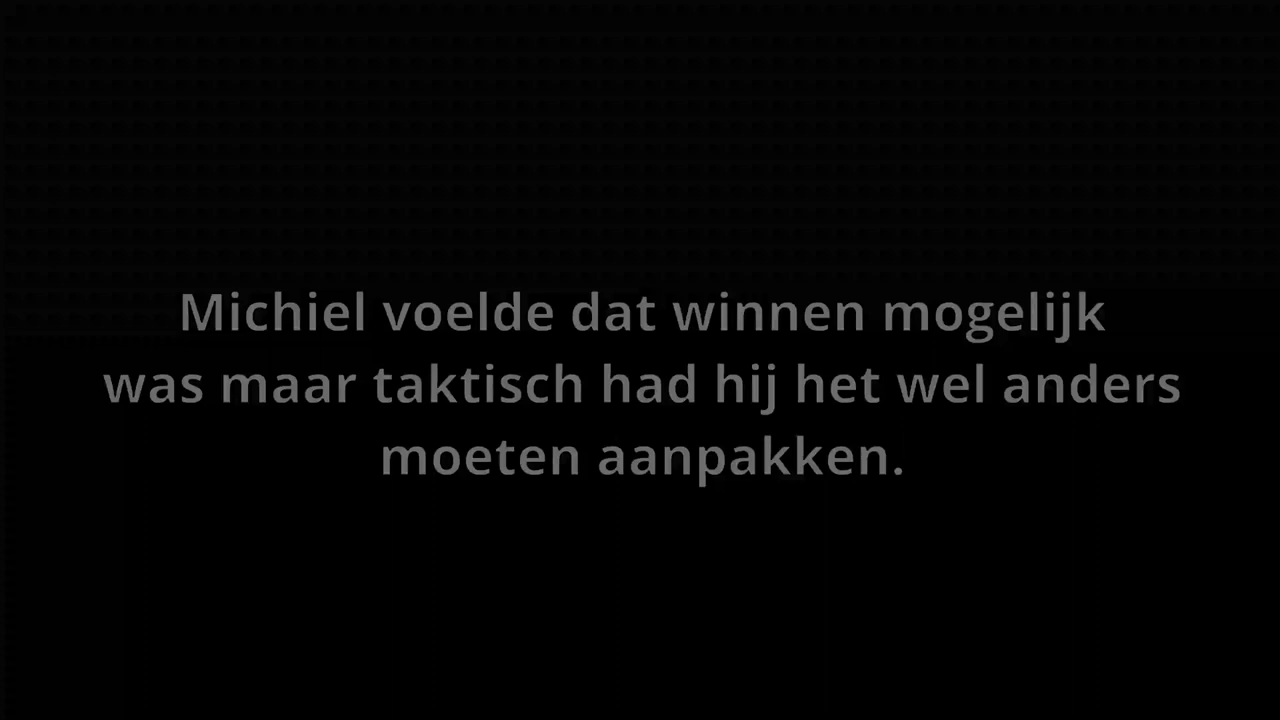 Michiel voelde dat winnen mogelijk
was maar taktisch had hij het wel anders
moeten aanpakken.